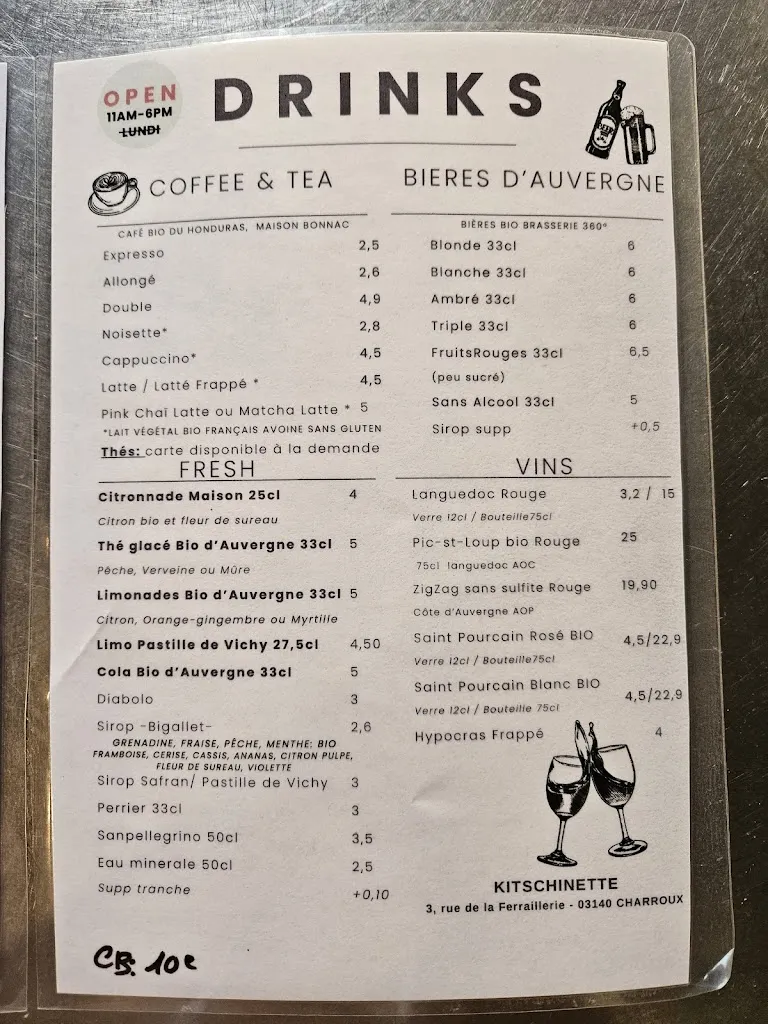 OPEN
11AM-6PM
LUNDI
DRINKS
BEER
COFFEE & TEA
CAFÉ BIO DU HONDURAS, MAISON BONNAC
Expresso 2,5
Allongé 2,6
Double 4,9
Noisette* 2,8
Cappuccino* 4,5
Latte / Latté Frappé * 4,5
Pink Chaï Latte ou Matcha Latte * 5
*LAIT VÉGÉTAL BIO FRANÇAIS AVOINE SANS GLUTEN
Thés: carte disponible à la demande
FRESH
Citronnade Maison 25cl 4
Citron bio et fleur de sureau
Thé glacé Bio d'Auvergne 33cl 5
Pêche, Verveine ou Mûre
Limonades Bio d'Auvergne 33cl 5
Citron, Orange-gingembre ou Myrtille
Limo Pastille de Vichy 27,5cl 4,50
Cola Bio d'Auvergne 33cl 5
Diabolo 3
Sirop -Bigallet- 2,6
GRENADINE, FRAISE, PÊCHE, MENTHE: BIO
FRAMBOISE, CERISE, CASSIS, ANANAS, CITRON PULPE,
FLEUR DE SUREAU, VIOLETTE
Sirop Safran/ Pastille de Vichy 3
Perrier 33cl 3
Sanpellegrino 50cl 3,5
Eau minerale 50cl 2,5
Supp tranche +0,10
CB: 10€
BIERES D'AUVERGNE
BIÈRES BIO BRASSERIE 360°
Blonde 33cl 6
Blanche 33cl 6
Ambré 33cl 6
Triple 33cl 6
FruitsRouges 33cl 6,5
(peu sucré)
Sans Alcool 33cl 5
Sirop supp +0,5
VINS
Languedoc Rouge 3,2 / 15
Verre 12cl / Bouteille75cl
Pic-st-Loup bio Rouge 25
75cl languedac AOC
ZigZag sans sulfite Rouge 19,90
Côte d'Auvergne AOP
Saint Pourcain Rosé BIO 4,5/22,9
Verre 12cl / Bouteille75cl
Saint Pourcain Blanc BIO 4,5/22,9
Verre 12cl / Bouteille 75cl
Hypocras Frappé 4
KITSCHINETTE
3, rue de la Ferraillerie - 03140 CHARROUX